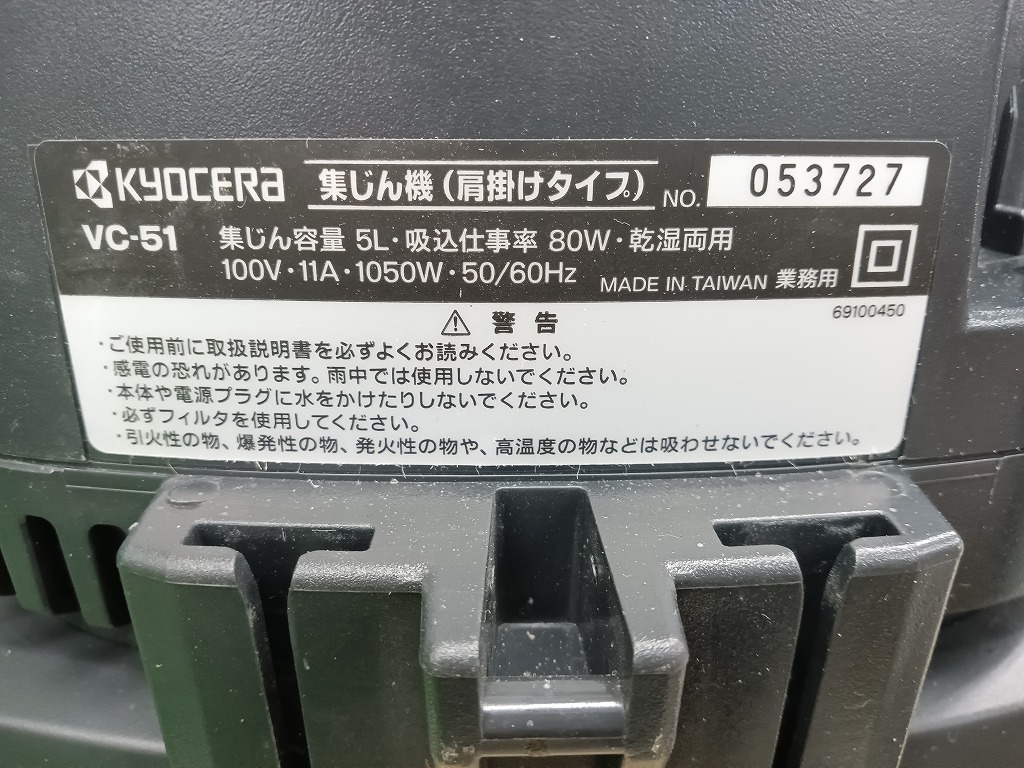 KYOCERA 集じん機(肩掛けタイプ) NO. 053727
VC-51 集じん容量 5L・吸込仕事率 80W・乾湿両用
100V・11A・1050W・50/60Hz MADE IN TAIWAN 業務用
69100450
警告
・ご使用前に取扱説明書を必ずよくお読みください。
・感電の恐れがあります。雨中では使用しないでください。
・本体や電源プラグに水をかけたりしないでください。
・必ずフィルタを使用してください。
・引火性の物、爆発性の物、発火性の物や、高温度の物などは吸わせないでください。